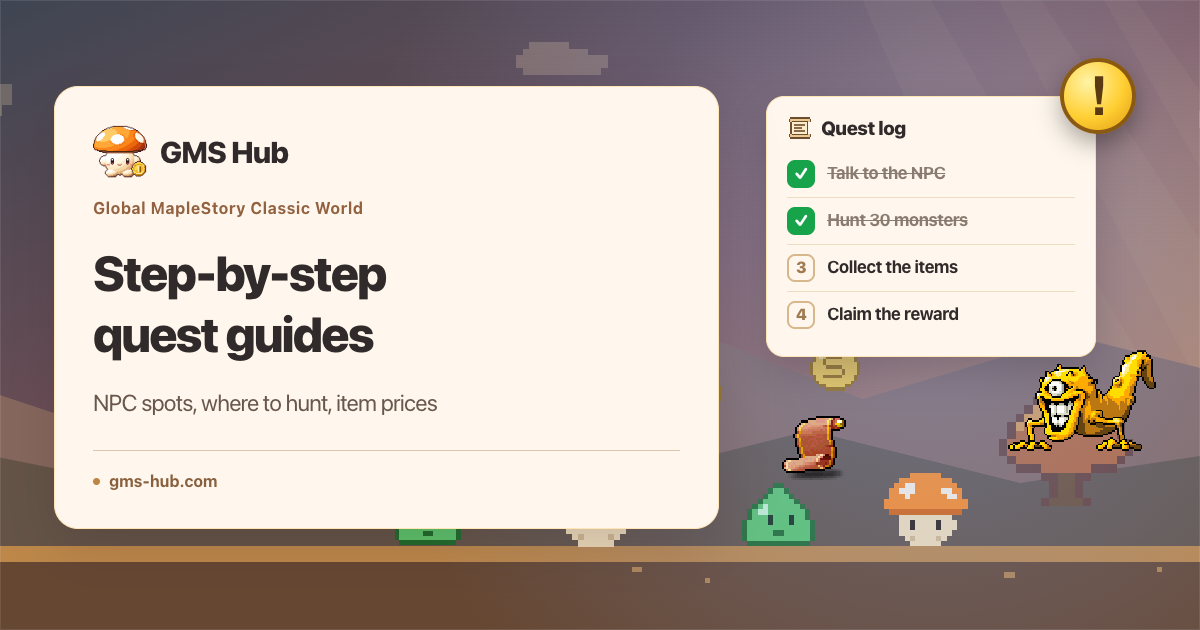 GMS Hub
Global MapleStory Classic World
Step-by-step
quest guides
NPC spots, where to hunt, item prices
gms-hub.com
Quest log
!
Talk to the NPC
Hunt 30 monsters
3 Collect the items
4 Claim the reward